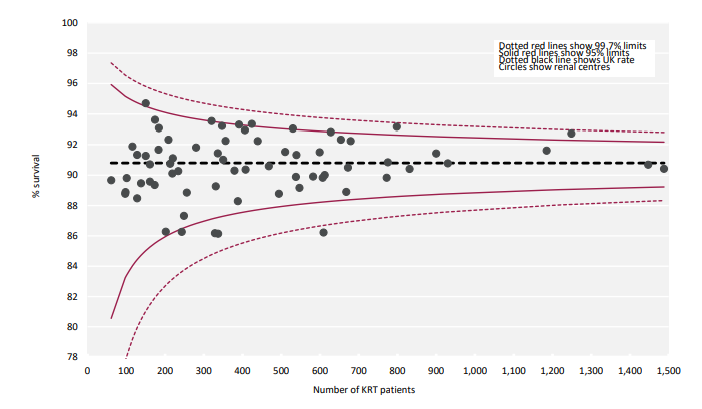 100
98
96
94
92
90
88
86
84
82
80
78
% survival
Dotted red lines show 99.7% limits
Solid red lines show 95% limits
Dotted black line shows UK rate
Circles show renal centres
0 100 200 300 400 500 600 700 800 900 1,000 1,100 1,200 1,300 1,400 1,500
Number of KRT patients